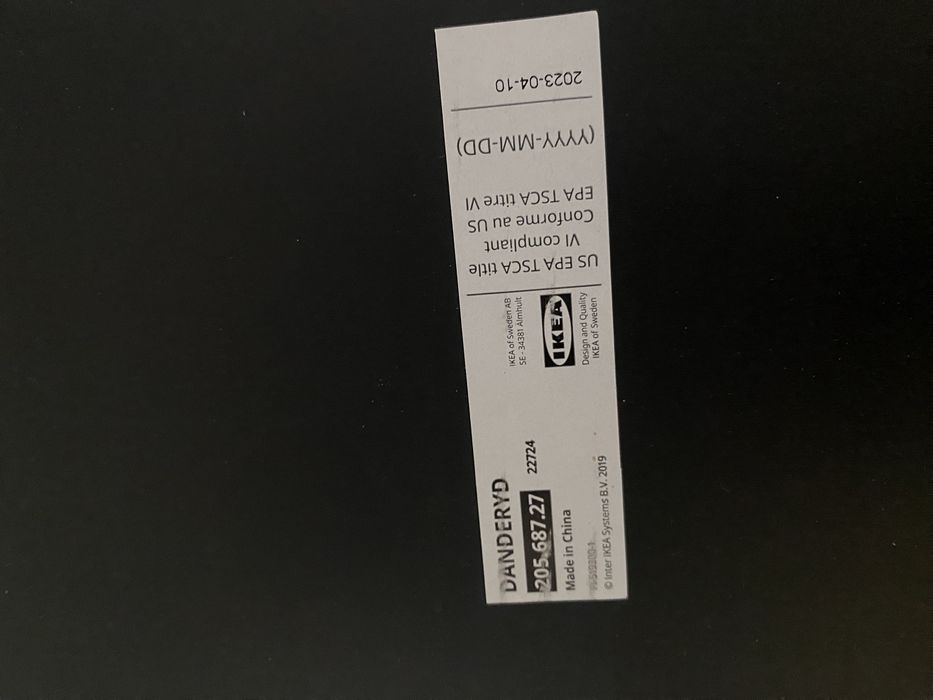 DANDERYD
205.687.27 22724
Made in China
© Inter IKEA Systems B.V. 2019
IKEA of Sweden AB
SE - 34381 Älmhult
IKEA
Design and Quality
IKEA of Sweden
US EPA TSCA title
VI compliant
Conforme au US
EPA TSCA titre VI
(YYYY-MM-DD)
2023-04-10